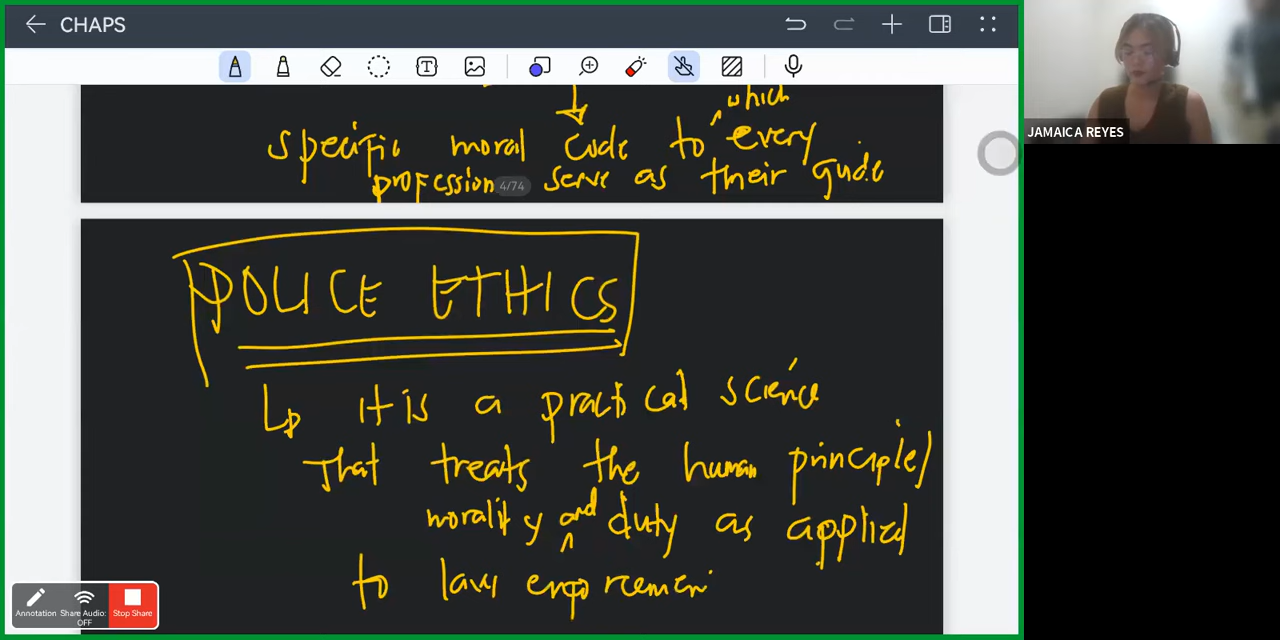 CHAPS
which
specific moral code to ^ every
profession serve as their guide
4/74
POLICE ETHICS
It is a practical science
That treats the human principle/
morality and duty as applied
to law enforcemen
Annotation
Share Audio: OFF
Stop Share
JAMAICA REYES